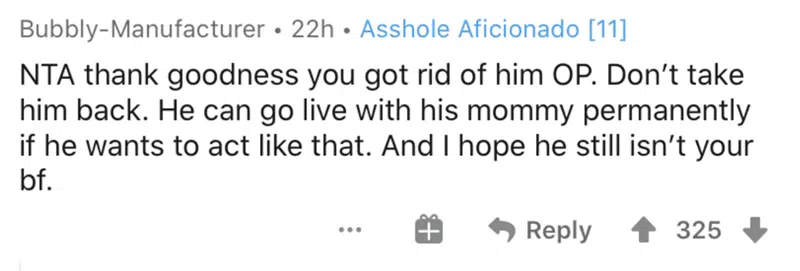 Bubbly-Manufacturer • 22h • Asshole Aficionado [11]
NTA thank goodness you got rid of him OP. Don’t take
him back. He can go live with his mommy permanently
if he wants to act like that. And I hope he still isn’t your
bf.
... Reply 325